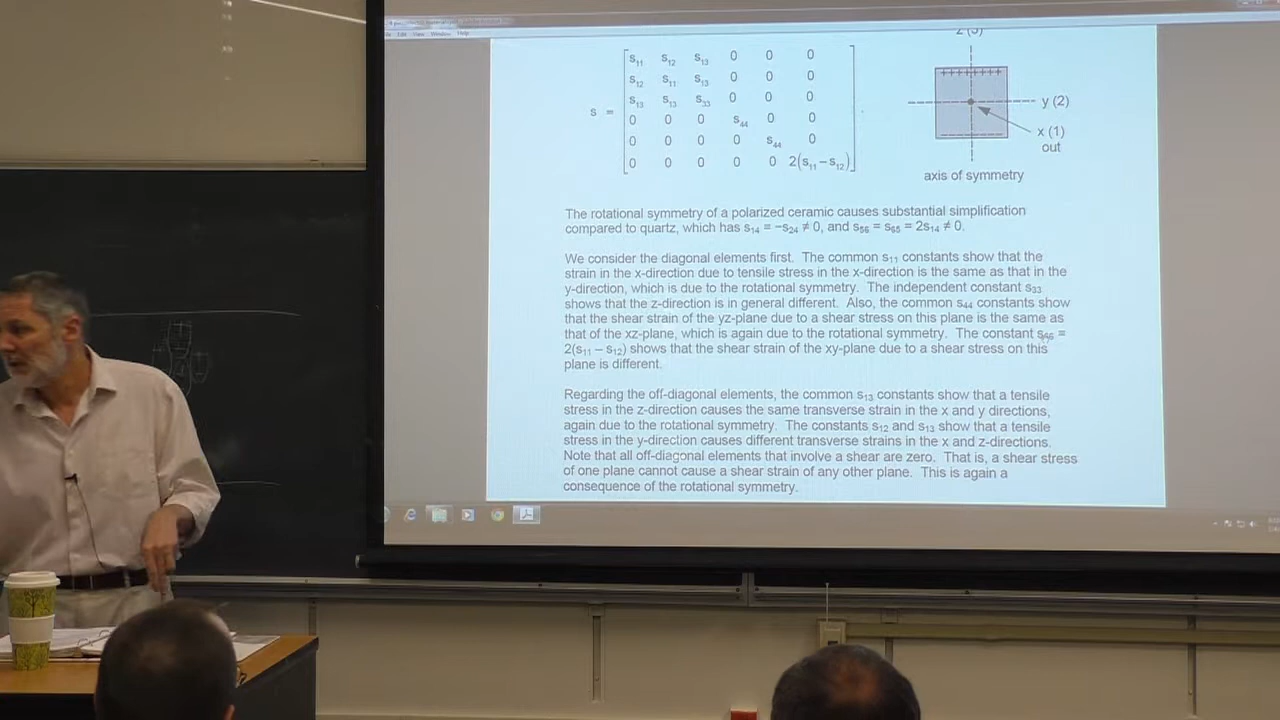 Edit View Window Help
z (3)
s₁₁ s₁₂ s₁₃ 0 0 0
s₁₂ s₁₁ s₁₃ 0 0 0
s₁₃ s₁₃ s₃₃ 0 0 0
s = 0 0 0 s₄₄ 0 0
0 0 0 0 s₄₄ 0
0 0 0 0 0 2(s₁₁−s₁₂)
+++++++++
y (2)
x (1)
out
axis of symmetry
The rotational symmetry of a polarized ceramic causes substantial simplification
compared to quartz, which has s₁₄ = −s₂₄ ≠ 0, and s₅₆ = s₆₅ = 2s₁₄ ≠ 0.
We consider the diagonal elements first. The common s₁₁ constants show that the
strain in the x-direction due to tensile stress in the x-direction is the same as that in the
y-direction, which is due to the rotational symmetry. The independent constant s₃₃
shows that the z-direction is in general different. Also, the common s₄₄ constants show
that the shear strain of the yz-plane due to a shear stress on this plane is the same as
that of the xz-plane, which is again due to the rotational symmetry. The constant s₆₆ =
2(s₁₁ − s₁₂) shows that the shear strain of the xy-plane due to a shear stress on this
plane is different.
Regarding the off-diagonal elements, the common s₁₃ constants show that a tensile
stress in the z-direction causes the same transverse strain in the x and y directions,
again due to the rotational symmetry. The constants s₁₂ and s₁₃ show that a tensile
stress in the y-direction causes different transverse strains in the x and z-directions.
Note that all off-diagonal elements that involve a shear are zero. That is, a shear stress
of one plane cannot cause a shear strain of any other plane. This is again a
consequence of the rotational symmetry.